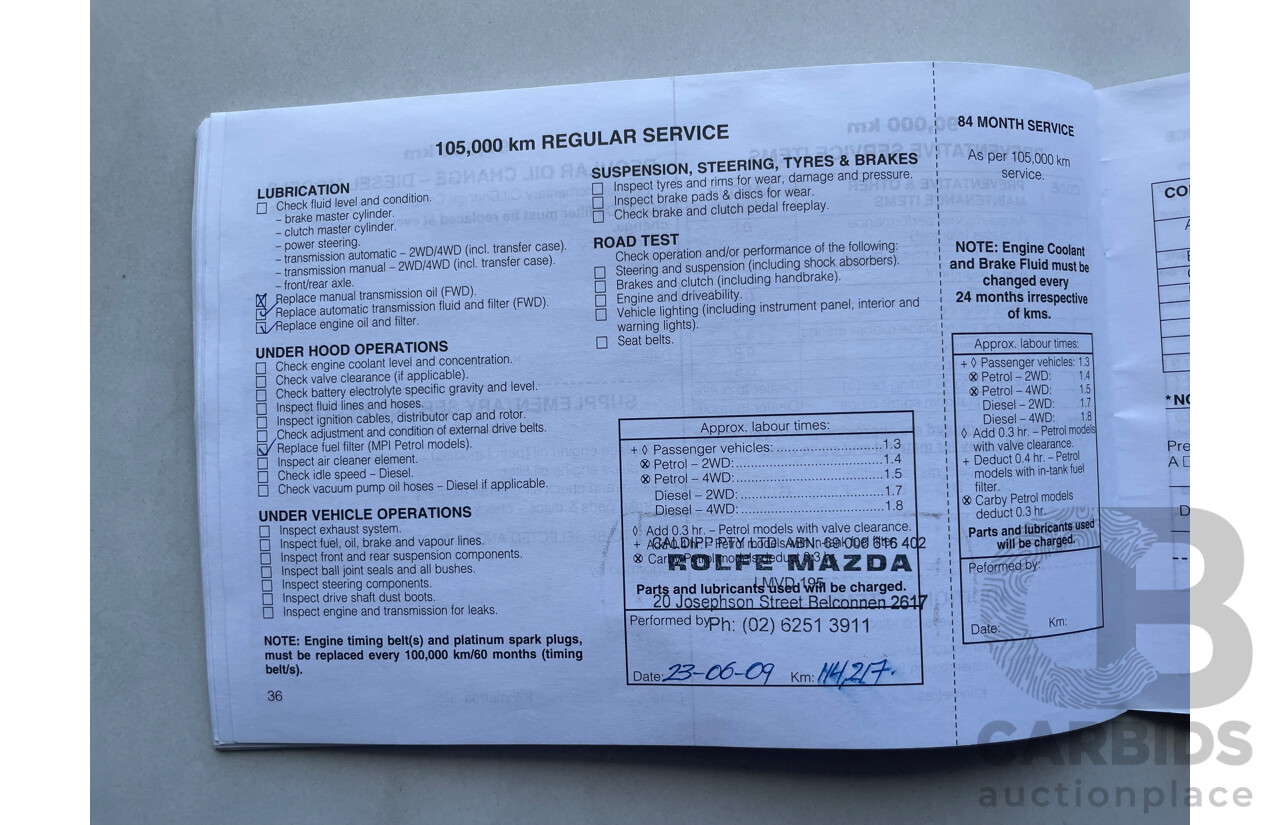 105,000 km REGULAR SERVICE
LUBRICATION
Check fluid level and condition.
– brake master cylinder.
– clutch master cylinder.
– power steering.
– transmission automatic – 2WD/4WD (incl. transfer case).
– transmission manual – 2WD/4WD (incl. transfer case).
– front/rear axle.
Replace manual transmission oil (FWD).
Replace automatic transmission fluid and filter (FWD).
Replace engine oil and filter.
UNDER HOOD OPERATIONS
Check engine coolant level and concentration.
Check valve clearance (if applicable).
Check battery electrolyte specific gravity and level.
Inspect fluid lines and hoses.
Inspect ignition cables, distributor cap and rotor.
Check adjustment and condition of external drive belts.
Replace fuel filter (MPI Petrol models).
Inspect air cleaner element.
Check idle speed – Diesel.
Check vacuum pump oil hoses – Diesel if applicable.
UNDER VEHICLE OPERATIONS
Inspect exhaust system.
Inspect fuel, oil, brake and vapour lines.
Inspect front and rear suspension components.
Inspect ball joint seals and all bushes.
Inspect steering components.
Inspect drive shaft dust boots.
Inspect engine and transmission for leaks.
NOTE: Engine timing belt(s) and platinum spark plugs,
must be replaced every 100,000 km/60 months (timing
belt/s).
36
SUSPENSION, STEERING, TYRES & BRAKES
Inspect tyres and rims for wear, damage and pressure.
Inspect brake pads & discs for wear.
Check brake and clutch pedal freeplay.
ROAD TEST
Check operation and/or performance of the following:
Steering and suspension (including shock absorbers).
Brakes and clutch (including handbrake).
Engine and driveability.
Vehicle lighting (including instrument panel, interior and
warning lights).
Seat belts.
Approx. labour times:
+ ◊ Passenger vehicles: 1.3
⊗ Petrol – 2WD: 1.4
⊗ Petrol – 4WD: 1.5
Diesel – 2WD: 1.7
Diesel – 4WD: 1.8
◊ Add 0.3 hr. – Petrol models with valve clearance.
CALDIPP PTY LTD ABN 69 000 816 402
ROLFE MAZDA
LMVD 195
Parts and lubricants used will be charged.
20 Josephson Street Belconnen 2617
Performed by:
Ph: (02) 6251 3911
Date: 23-06-09 Km: 114,217.
84 MONTH SERVICE
As per 105,000 km
service.
NOTE: Engine Coolant
and Brake Fluid must be
changed every
24 months irrespective
of kms.
Approx. labour times:
+ ◊ Passenger vehicles: 1.3
⊗ Petrol – 2WD: 1.4
⊗ Petrol – 4WD: 1.5
Diesel – 2WD: 1.7
Diesel – 4WD: 1.8
◊ Add 0.3 hr. – Petrol models
with valve clearance.
+ Deduct 0.4 hr. – Petrol
models with in-tank fuel
filter.
⊗ Carby Petrol models
deduct 0.3 hr.
Parts and lubricants used
will be charged.
Peformed by:
Date: Km:
CB
CARBIDS
auctionplace